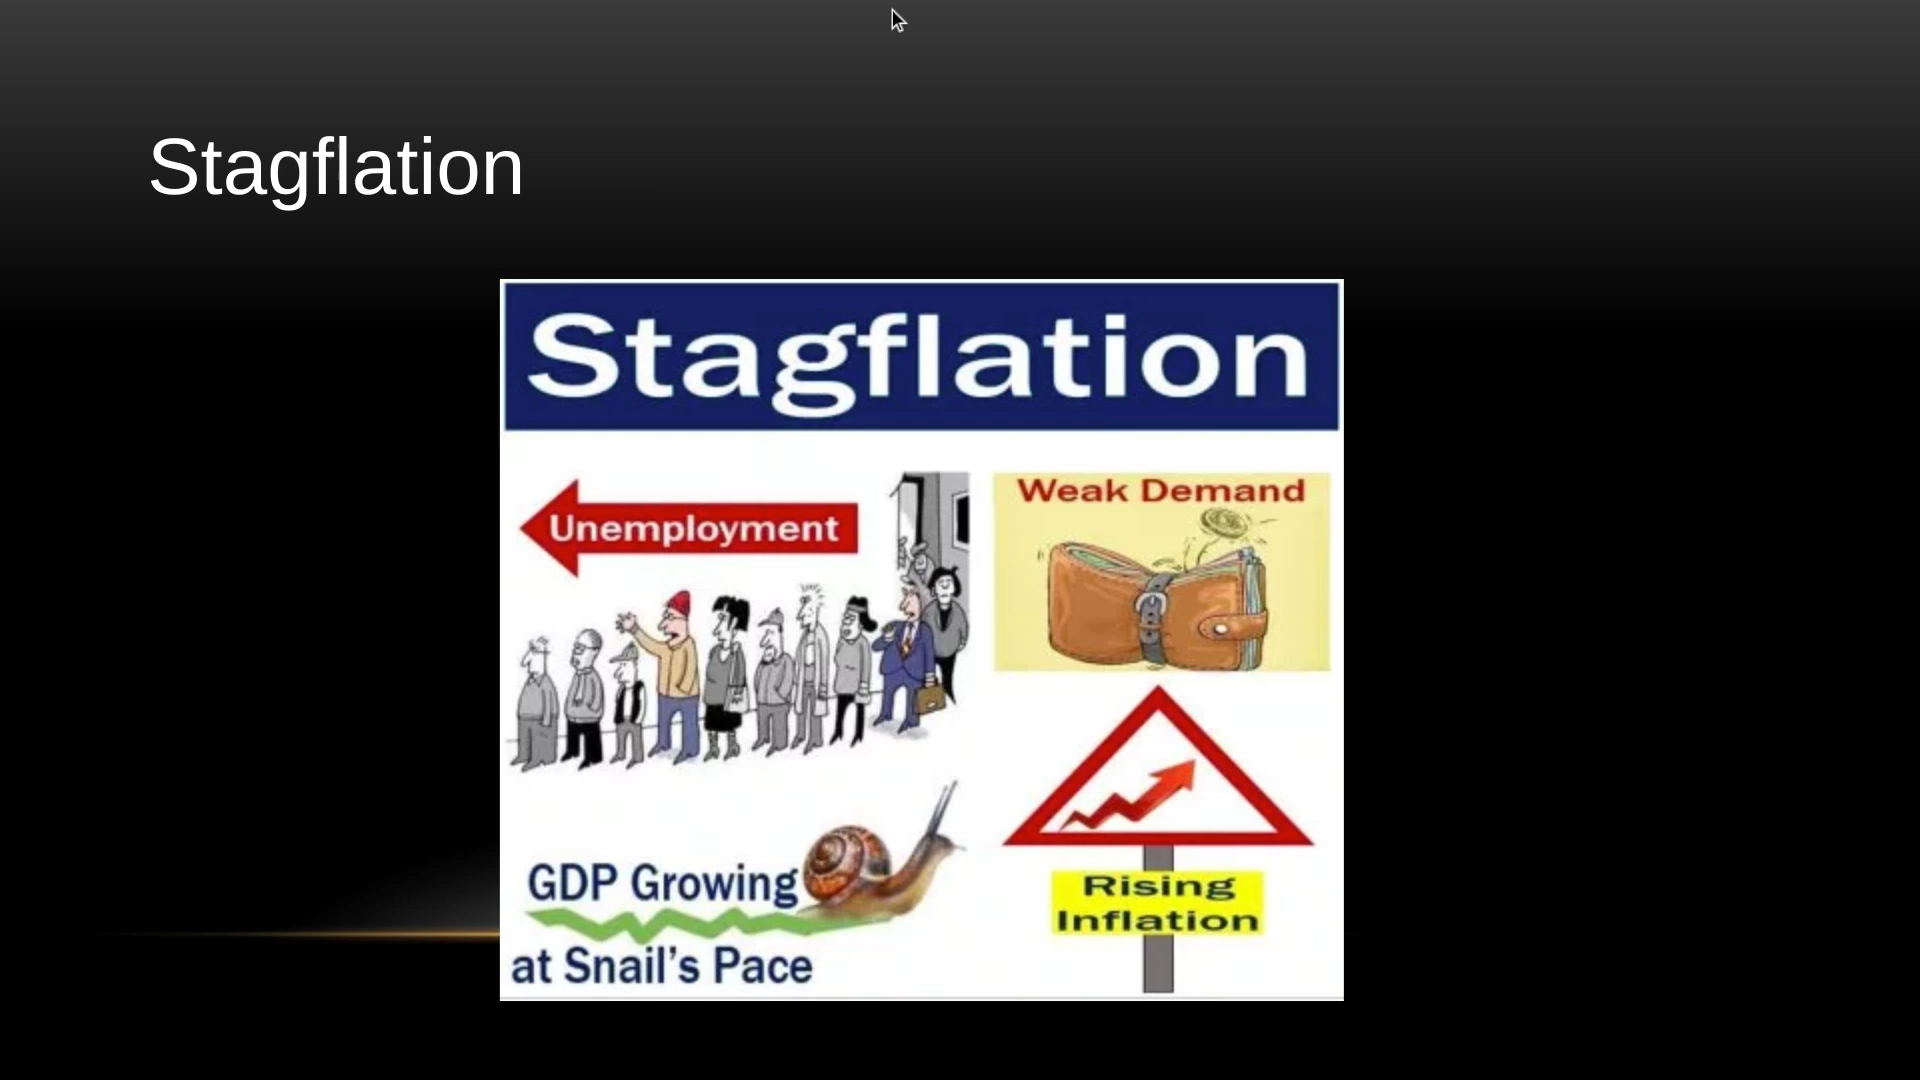 Stagflation
Stagflation
Unemployment
Weak Demand
GDP Growing
at Snail’s Pace
Rising
Inflation